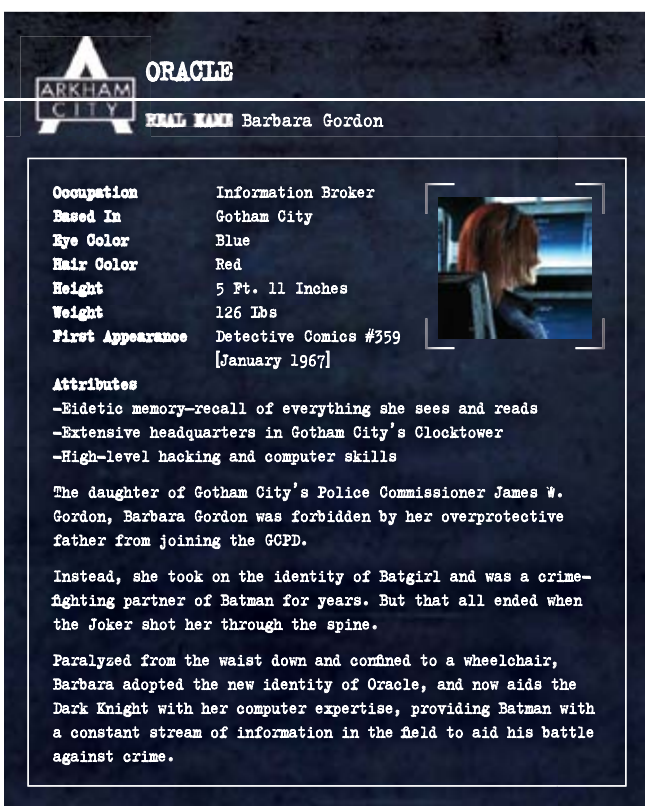 ARKHAM
CITY
ORACLE
REAL NAME Barbara Gordon
Occupation Information Broker
Based In Gotham City
Eye Color Blue
Hair Color Red
Height 5 Ft. 11 Inches
Weight 126 Lbs
First Appearance Detective Comics #359
[January 1967]
Attributes
–Eidetic memory—recall of everything she sees and reads
–Extensive headquarters in Gotham City's Clocktower
–High-level hacking and computer skills
The daughter of Gotham City's Police Commissioner James W.
Gordon, Barbara Gordon was forbidden by her overprotective
father from joining the GCPD.
Instead, she took on the identity of Batgirl and was a crime-
fighting partner of Batman for years. But that all ended when
the Joker shot her through the spine.
Paralyzed from the waist down and confined to a wheelchair,
Barbara adopted the new identity of Oracle, and now aids the
Dark Knight with her computer expertise, providing Batman with
a constant stream of information in the field to aid his battle
against crime.